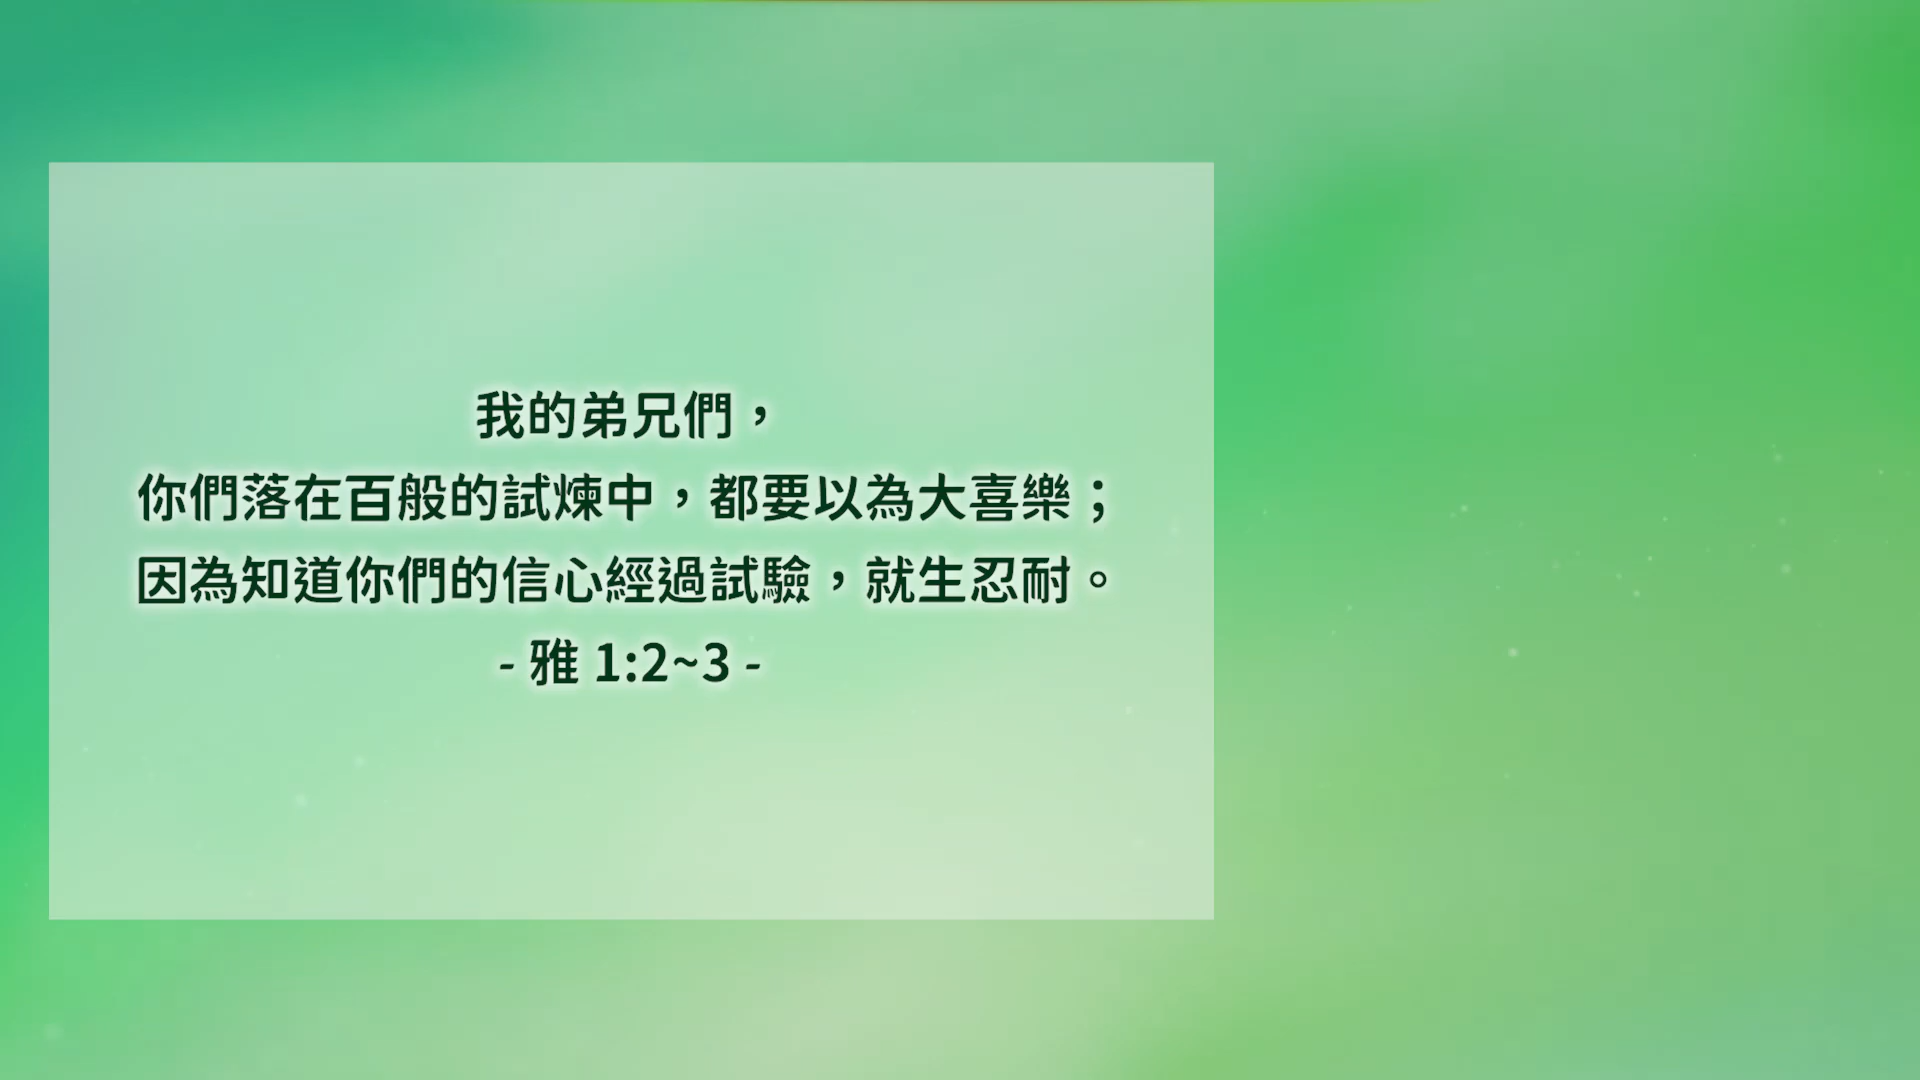 我的弟兄們，
你們落在百般的試煉中，都要以為大喜樂；
因為知道你們的信心經過試驗，就生忍耐。
- 雅 1:2~3 -